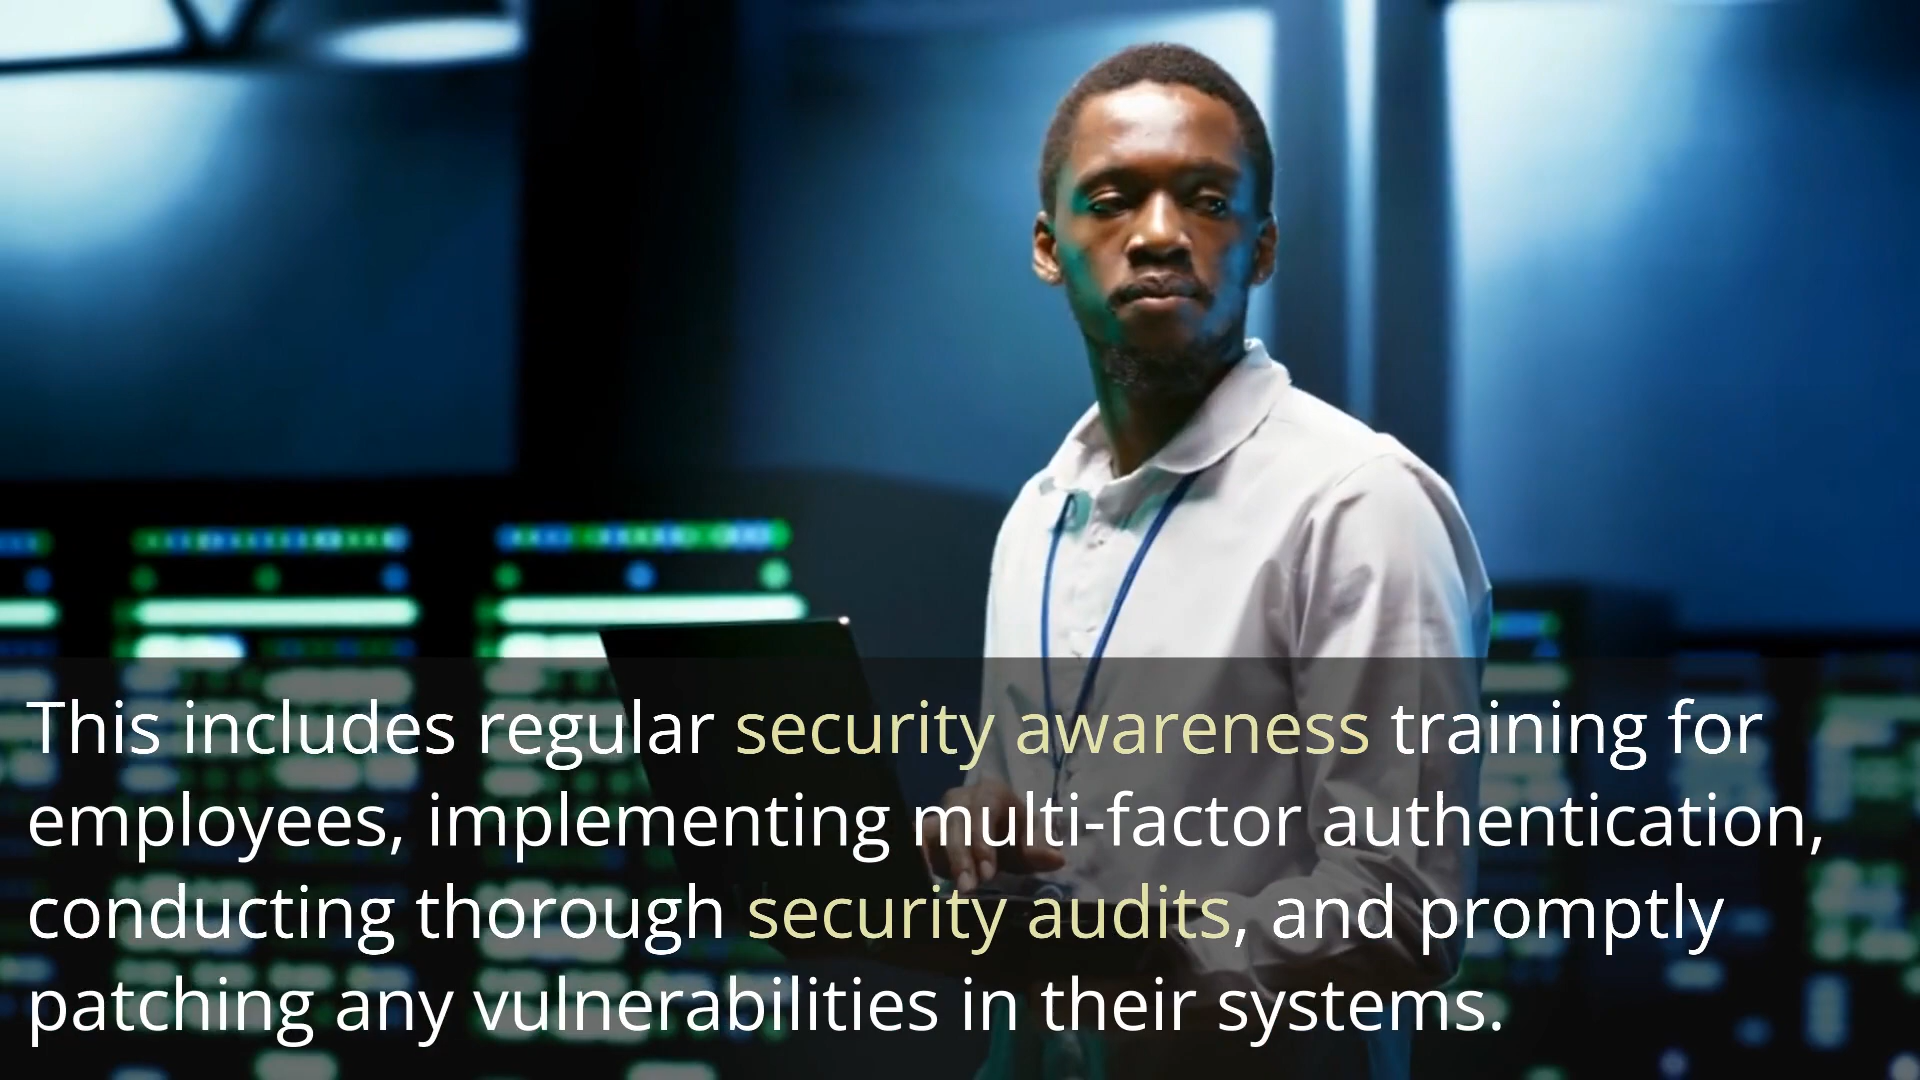 This includes regular security awareness training for
employees, implementing multi-factor authentication,
conducting thorough security audits, and promptly
patching any vulnerabilities in their systems.